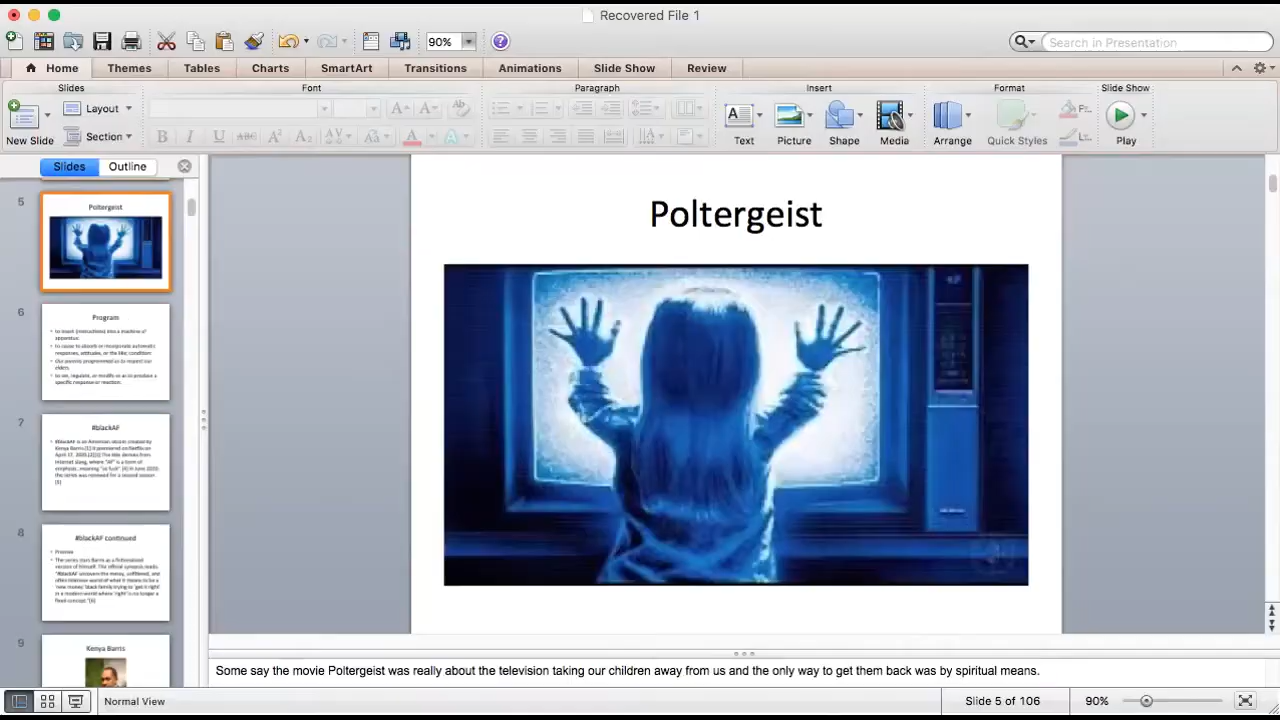 Recovered File 1
90%
Search in Presentation
Home
Themes
Tables
Charts
SmartArt
Transitions
Animations
Slide Show
Review
Slides
Font
Paragraph
Insert
Format
Slide Show
New Slide
Layout
Section
Text
Picture
Shape
Media
Arrange
Quick Styles
Play
Slides
Outline
5
Poltergeist
6
Program
7
#blackAF
8
#blackAF continued
Premise
9
Kenya Barris
Poltergeist
Some say the movie Poltergeist was really about the television taking our children away from us and the only way to get them back was by spiritual means.
Normal View
Slide 5 of 106
90%